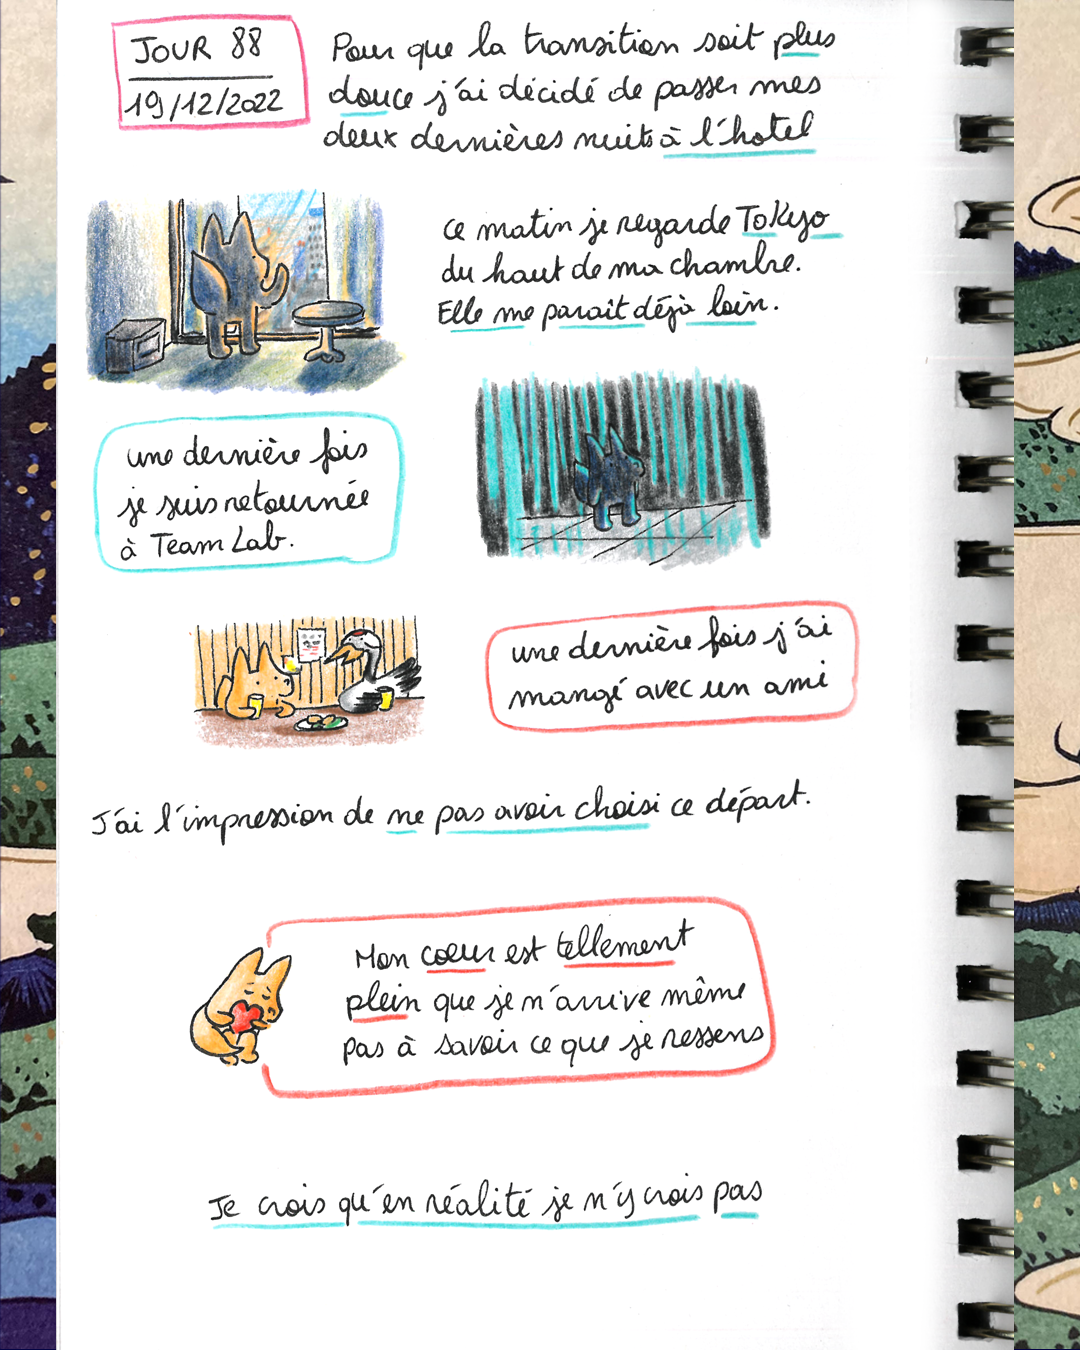 JOUR 88
19/12/2022
Pour que la transition soit plus
douce j'ai décidé de passer mes
deux dernières nuits à l'hotel
ce matin je regarde Tokyo
du haut de ma chambre.
Elle me paraît déjà loin.
une dernière fois
je suis retournée
à TeamLab.
une dernière fois j'ai
mangé avec un ami
J'ai l'impression de ne pas avoir choisi ce départ.
Mon cœur est tellement
plein que je n'arrive même
pas à savoir ce que je ressens
Je crois qu'en réalité je n'y crois pas